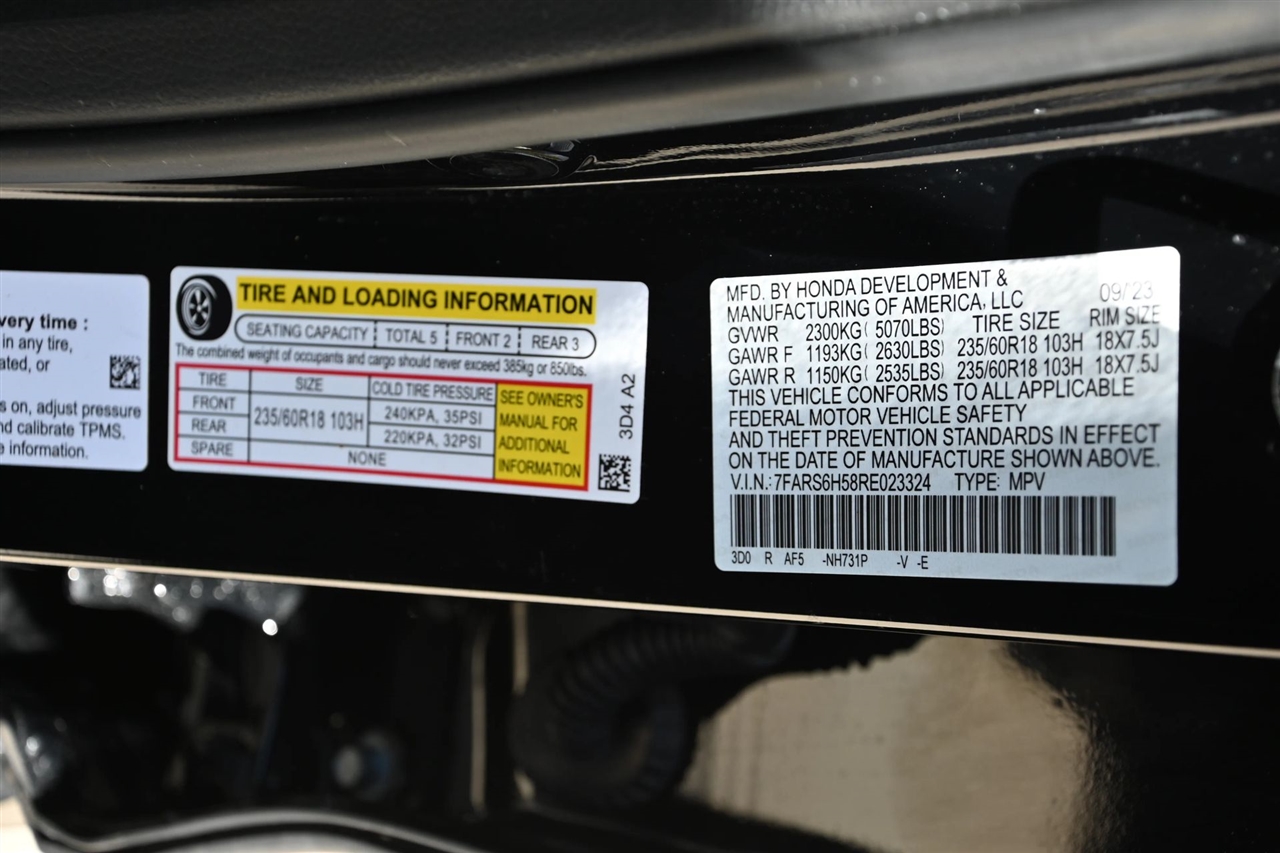 very time :
in any tire,
ated, or
s on, adjust pressure
nd calibrate TPMS.
e information.
TIRE AND LOADING INFORMATION
SEATING CAPACITY TOTAL 5 FRONT 2 REAR 3
The combined weight of occupants and cargo should never exceed 385kg or 850lbs.
TIRE SIZE COLD TIRE PRESSURE
FRONT 235/60R18 103H 240KPA, 35PSI
REAR 220KPA, 32PSI
SPARE NONE
SEE OWNER'S
MANUAL FOR
ADDITIONAL
INFORMATION
3D4 A2
MFD. BY HONDA DEVELOPMENT &
MANUFACTURING OF AMERICA, LLC 09/23
GVWR 2300KG( 5070LBS) TIRE SIZE RIM SIZE
GAWR F 1193KG( 2630LBS) 235/60R18 103H 18X7.5J
GAWR R 1150KG( 2535LBS) 235/60R18 103H 18X7.5J
THIS VEHICLE CONFORMS TO ALL APPLICABLE
FEDERAL MOTOR VEHICLE SAFETY
AND THEFT PREVENTION STANDARDS IN EFFECT
ON THE DATE OF MANUFACTURE SHOWN ABOVE.
V.I.N.: 7FARS6H58RE023324 TYPE: MPV
3D0 R AF5 -NH731P -V -E